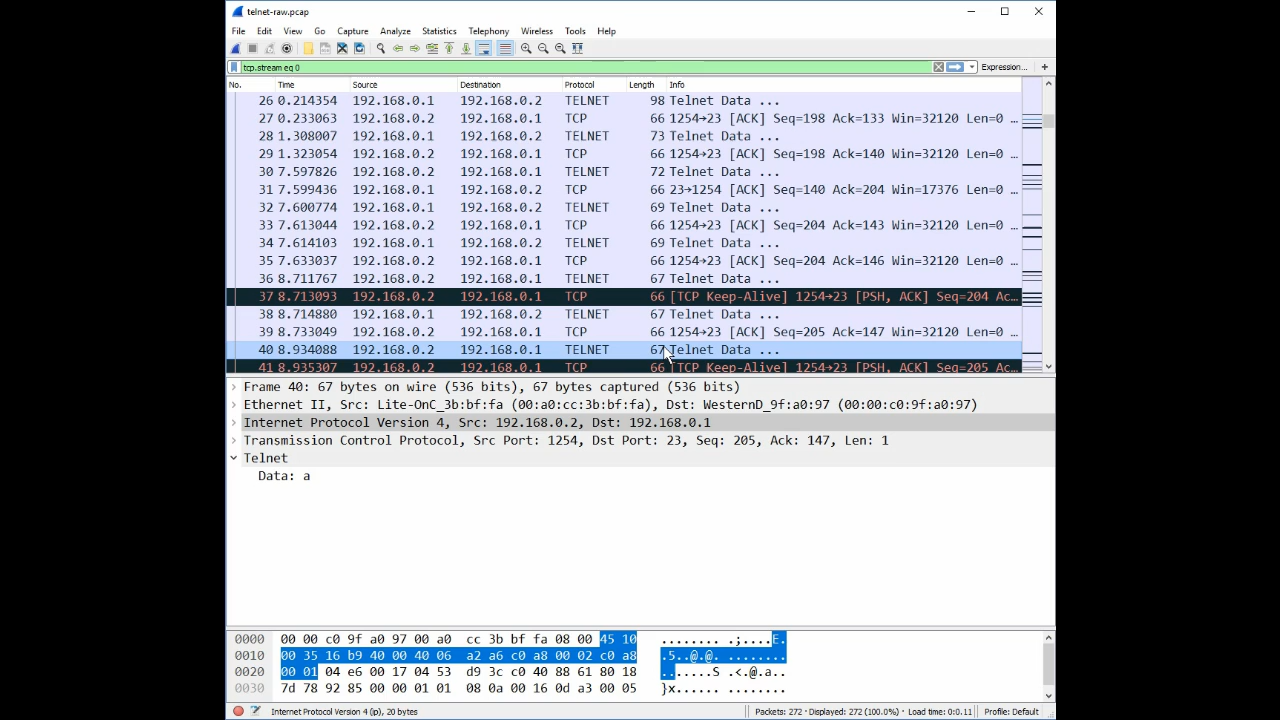 telnet-raw.pcap
File Edit View Go Capture Analyze Statistics Telephony Wireless Tools Help
tcp.stream eq 0 Expression... +
No. Time Source Destination Protocol Length Info
26 0.214354 192.168.0.1 192.168.0.2 TELNET 98 Telnet Data ...
27 0.233063 192.168.0.2 192.168.0.1 TCP 66 1254→23 [ACK] Seq=198 Ack=133 Win=32120 Len=0 …
28 1.308007 192.168.0.1 192.168.0.2 TELNET 73 Telnet Data ...
29 1.323054 192.168.0.2 192.168.0.1 TCP 66 1254→23 [ACK] Seq=198 Ack=140 Win=32120 Len=0 …
30 7.597826 192.168.0.2 192.168.0.1 TELNET 72 Telnet Data ...
31 7.599436 192.168.0.1 192.168.0.2 TCP 66 23→1254 [ACK] Seq=140 Ack=204 Win=17376 Len=0 …
32 7.600774 192.168.0.1 192.168.0.2 TELNET 69 Telnet Data ...
33 7.613044 192.168.0.2 192.168.0.1 TCP 66 1254→23 [ACK] Seq=204 Ack=143 Win=32120 Len=0 …
34 7.614103 192.168.0.1 192.168.0.2 TELNET 69 Telnet Data ...
35 7.633037 192.168.0.2 192.168.0.1 TCP 66 1254→23 [ACK] Seq=204 Ack=146 Win=32120 Len=0 …
36 8.711767 192.168.0.2 192.168.0.1 TELNET 67 Telnet Data ...
37 8.713093 192.168.0.2 192.168.0.1 TCP 66 [TCP Keep-Alive] 1254→23 [PSH, ACK] Seq=204 Ac…
38 8.714880 192.168.0.1 192.168.0.2 TELNET 67 Telnet Data ...
39 8.733049 192.168.0.2 192.168.0.1 TCP 66 1254→23 [ACK] Seq=205 Ack=147 Win=32120 Len=0 …
40 8.934088 192.168.0.2 192.168.0.1 TELNET 67 Telnet Data ...
41 8.935307 192.168.0.2 192.168.0.1 TCP 66 [TCP Keep-Alive] 1254→23 [PSH, ACK] Seq=205 Ac…
Frame 40: 67 bytes on wire (536 bits), 67 bytes captured (536 bits)
Ethernet II, Src: Lite-OnC_3b:bf:fa (00:a0:cc:3b:bf:fa), Dst: WesternD_9f:a0:97 (00:00:c0:9f:a0:97)
Internet Protocol Version 4, Src: 192.168.0.2, Dst: 192.168.0.1
Transmission Control Protocol, Src Port: 1254, Dst Port: 23, Seq: 205, Ack: 147, Len: 1
Telnet
Data: a
0000 00 00 c0 9f a0 97 00 a0 cc 3b bf fa 08 00 45 10 ........ .;....E.
0010 00 35 16 b9 40 00 40 06 a2 a6 c0 a8 00 02 c0 a8 .5..@.@. ........
0020 00 01 04 e6 00 17 04 53 d9 3c c0 40 88 61 80 18 .......S .<.@.a..
0030 7d 78 92 85 00 00 01 01 08 0a 00 16 0d a3 00 05 }x...... ........
Internet Protocol Version 4 (ip), 20 bytes Packets: 272 · Displayed: 272 (100.0%) · Load time: 0:0.11 Profile: Default